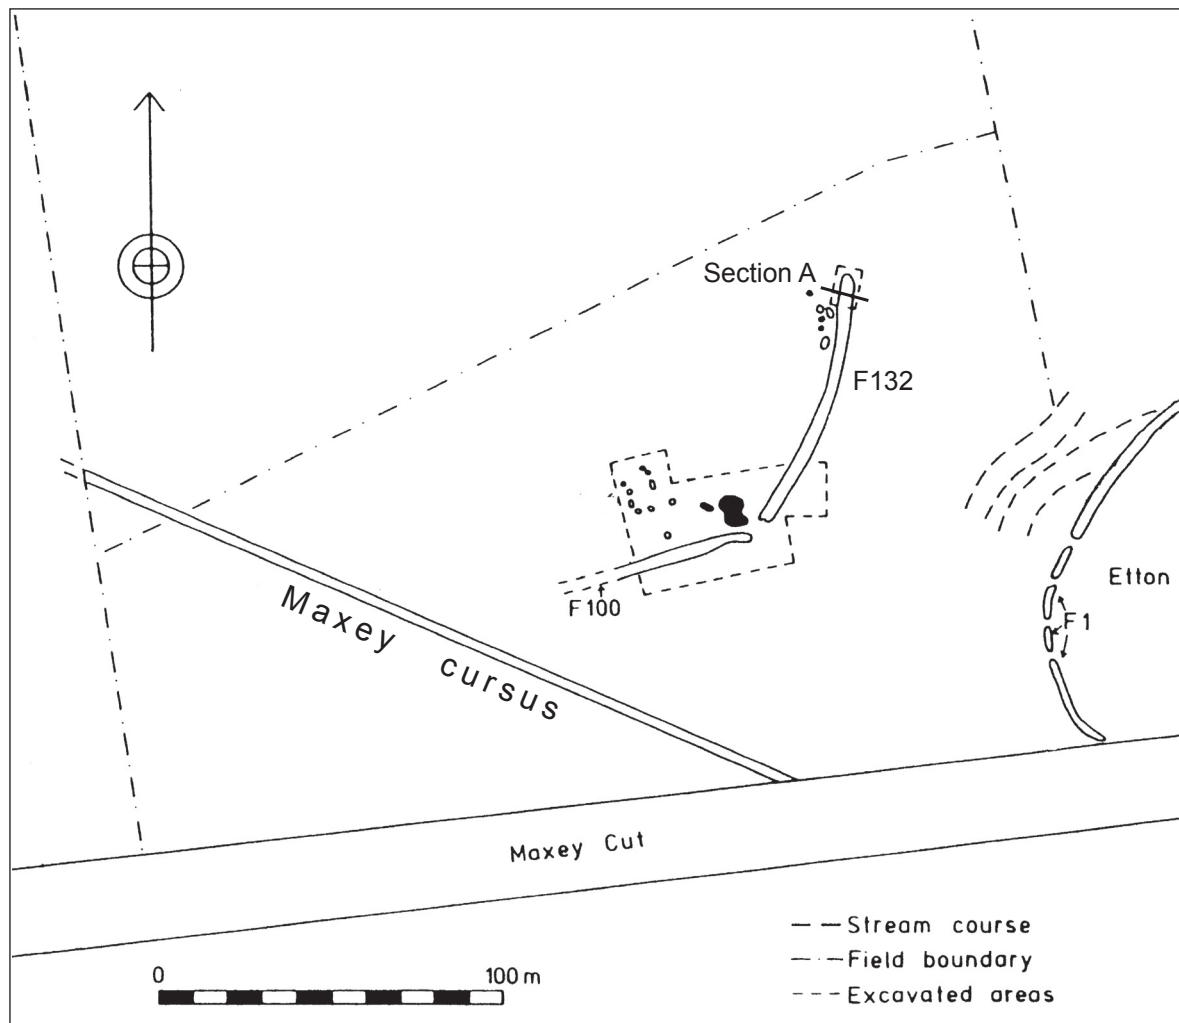 Section A
F132
F100
Maxey cursus
Etton
F1
Maxey Cut
0 100 m
Stream course
Field boundary
Excavated areas